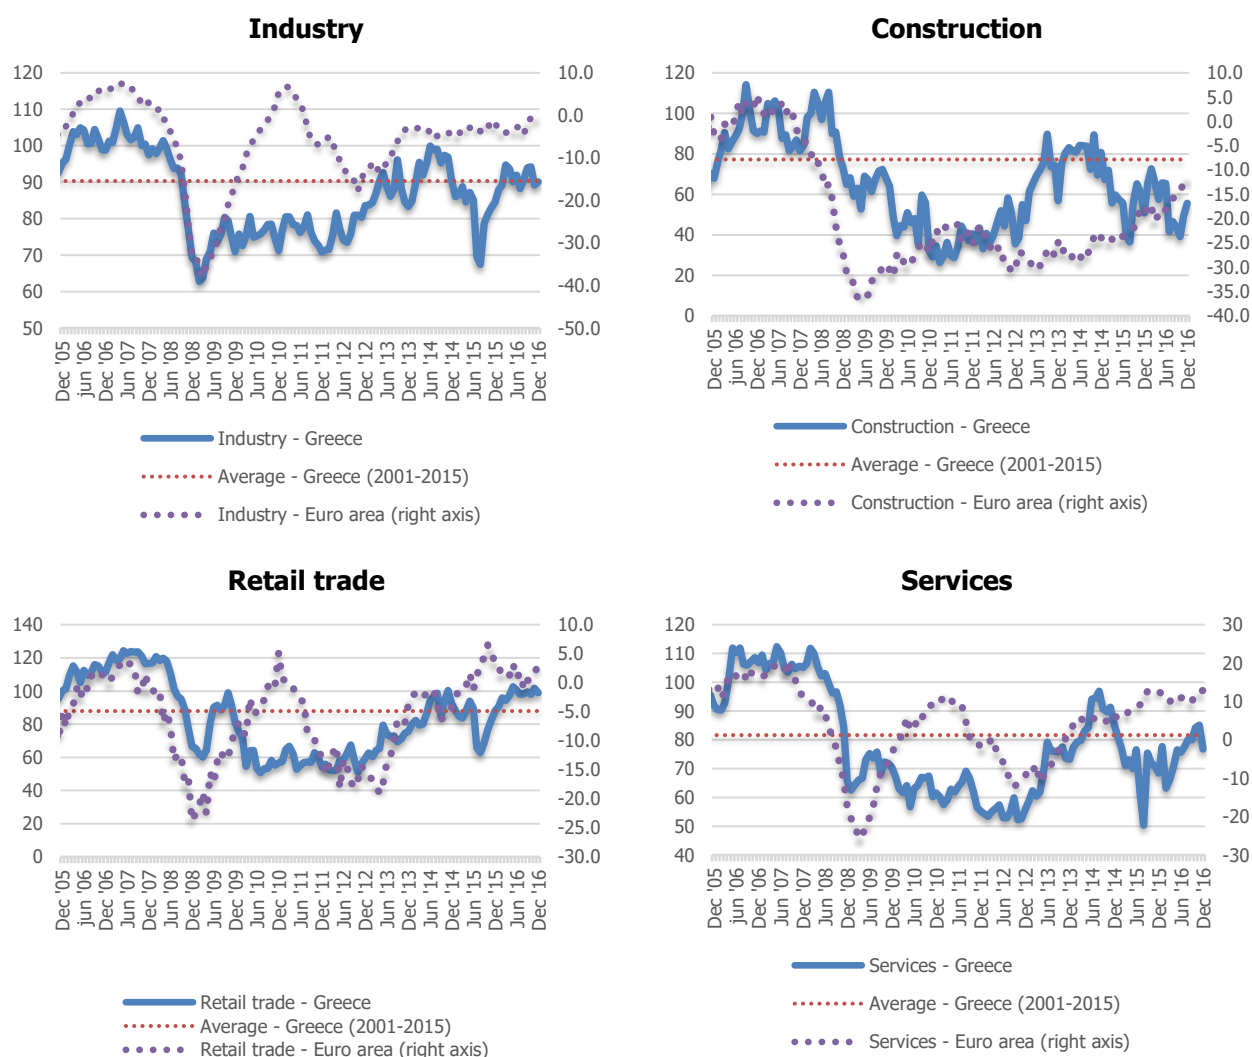 Industry
120
110
100
90
80
70
60
50
10.0
0.0
-10.0
-20.0
-30.0
-40.0
-50.0
Dec '05
jun '06
Dec '06
Jun '07
Dec '07
Jun '08
Dec '08
Jun '09
Dec '09
Jun '10
Dec '10
Jun '11
Dec '11
Jun '12
Dec '12
Jun '13
Dec '13
Jun '14
Dec '14
Jun '15
Dec '15
Jun '16
Dec '16
Industry - Greece
Average - Greece (2001-2015)
Industry - Euro area (right axis)
Construction
120
100
80
60
40
20
0
10.0
5.0
0.0
-5.0
-10.0
-15.0
-20.0
-25.0
-30.0
-35.0
-40.0
Dec '05
jun '06
Dec '06
Jun '07
Dec '07
Jun '08
Dec '08
Jun '09
Dec '09
Jun '10
Dec '10
Jun '11
Dec '11
Jun '12
Dec '12
Jun '13
Dec '13
Jun '14
Dec '14
Jun '15
Dec '15
Jun '16
Dec '16
Construction - Greece
Average - Greece (2001-2015)
Construction - Euro area (right axis)
Retail trade
140
120
100
80
60
40
20
0
10.0
5.0
0.0
-5.0
-10.0
-15.0
-20.0
-25.0
-30.0
Dec '05
jun '06
Dec '06
Jun '07
Dec '07
Jun '08
Dec '08
Jun '09
Dec '09
Jun '10
Dec '10
Jun '11
Dec '11
Jun '12
Dec '12
Jun '13
Dec '13
Jun '14
Dec '14
Jun '15
Dec '15
Jun '16
Dec '16
Retail trade - Greece
Average - Greece (2001-2015)
Retail trade - Euro area (right axis)
Services
120
110
100
90
80
70
60
50
40
30
20
10
0
-10
-20
-30
Dec '05
jun '06
Dec '06
Jun '07
Dec '07
Jun '08
Dec '08
Jun '09
Dec '09
Jun '10
Dec '10
Jun '11
Dec '11
Jun '12
Dec '12
Jun '13
Dec '13
Jun '14
Dec '14
Jun '15
Dec '15
Jun '16
Dec '16
Services - Greece
Average - Greece (2001-2015)
Services - Euro area (right axis)